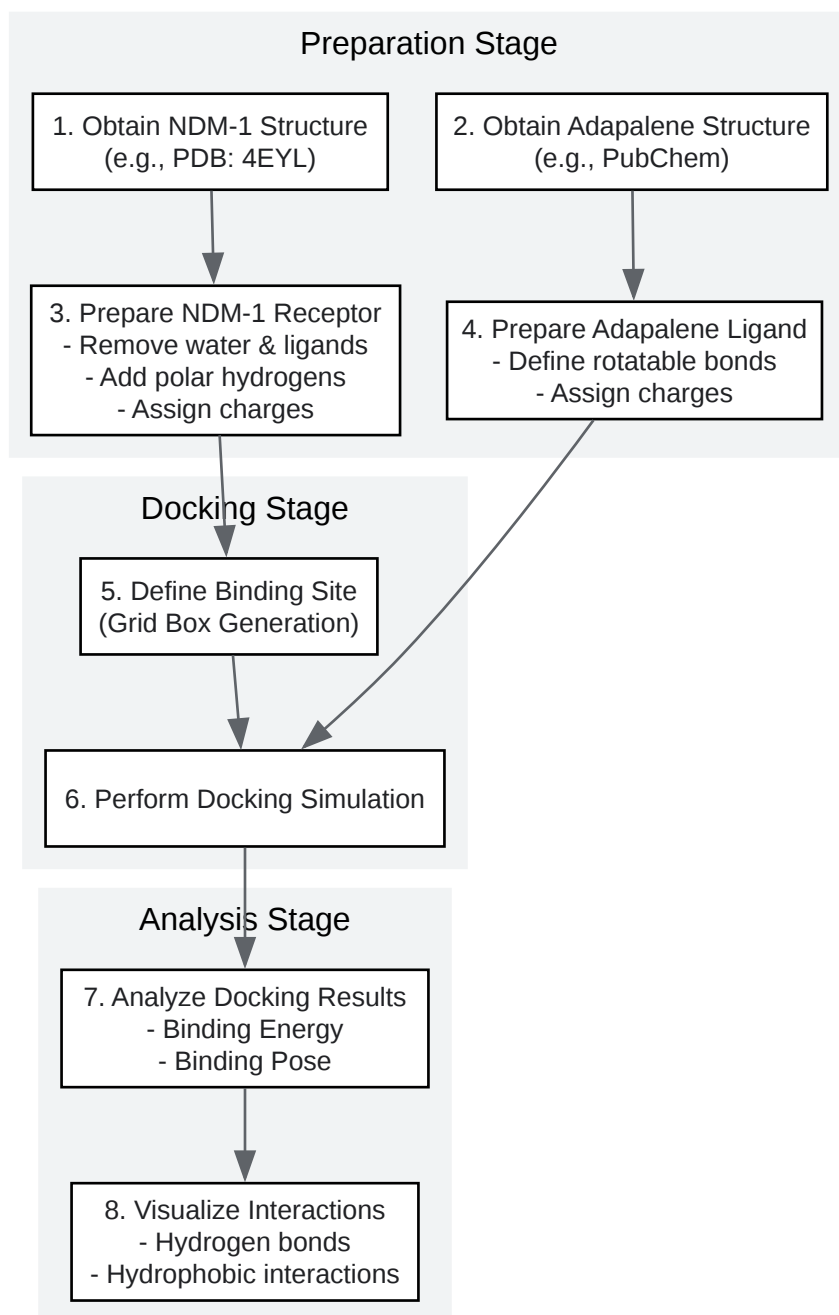 Preparation Stage
1. Obtain NDM-1 Structure
(e.g., PDB: 4EYL)
2. Obtain Adapalene Structure
(e.g., PubChem)
3. Prepare NDM-1 Receptor
- Remove water & ligands
- Add polar hydrogens
- Assign charges
4. Prepare Adapalene Ligand
- Define rotatable bonds
- Assign charges
Docking Stage
5. Define Binding Site
(Grid Box Generation)
6. Perform Docking Simulation
Analysis Stage
7. Analyze Docking Results
- Binding Energy
- Binding Pose
8. Visualize Interactions
- Hydrogen bonds
- Hydrophobic interactions